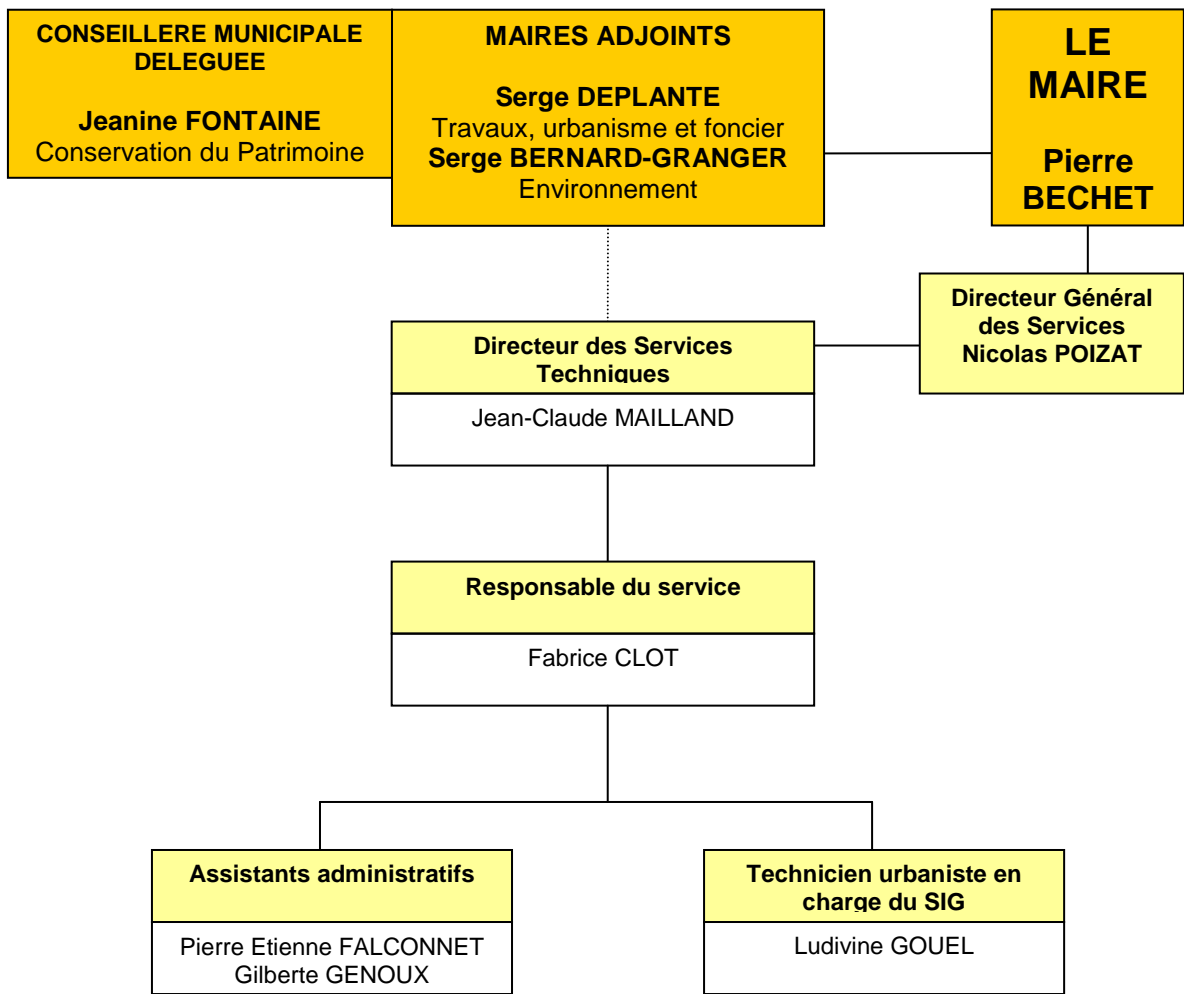 CONSEILLERE MUNICIPALE
DELEGUEE
Jeanine FONTAINE
Conservation du Patrimoine
MAIRES ADJOINTS
Serge DEPLANTE
Travaux, urbanisme et foncier
Serge BERNARD-GRANGER
Environnement
LE
MAIRE
Pierre
BECHET
Directeur Général
des Services
Nicolas POIZAT
Directeur des Services
Techniques
Jean-Claude MAILLAND
Responsable du service
Fabrice CLOT
Assistants administratifs
Pierre Etienne FALCONNET
Gilberte GENOUX
Technicien urbaniste en
charge du SIG
Ludivine GOUEL